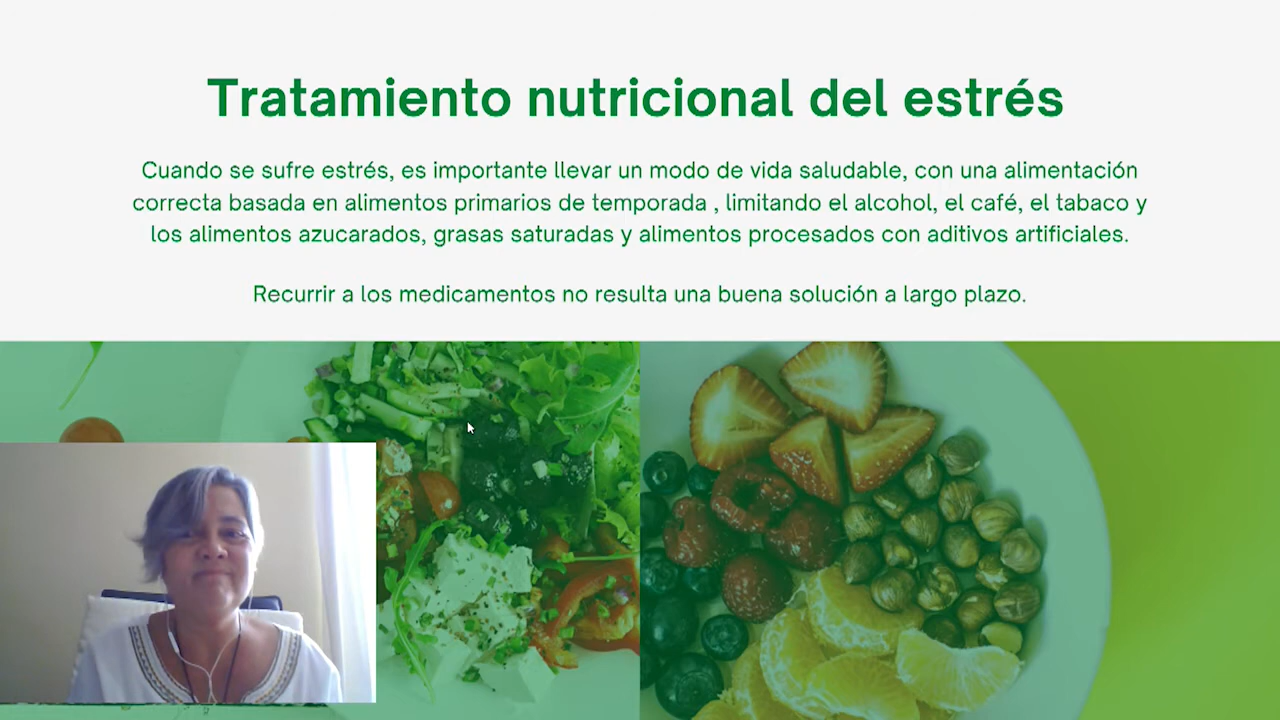 Tratamiento nutricional del estrés
Cuando se sufre estrés, es importante llevar un modo de vida saludable, con una alimentación
correcta basada en alimentos primarios de temporada , limitando el alcohol, el café, el tabaco y
los alimentos azucarados, grasas saturadas y alimentos procesados con aditivos artificiales.
Recurrir a los medicamentos no resulta una buena solución a largo plazo.